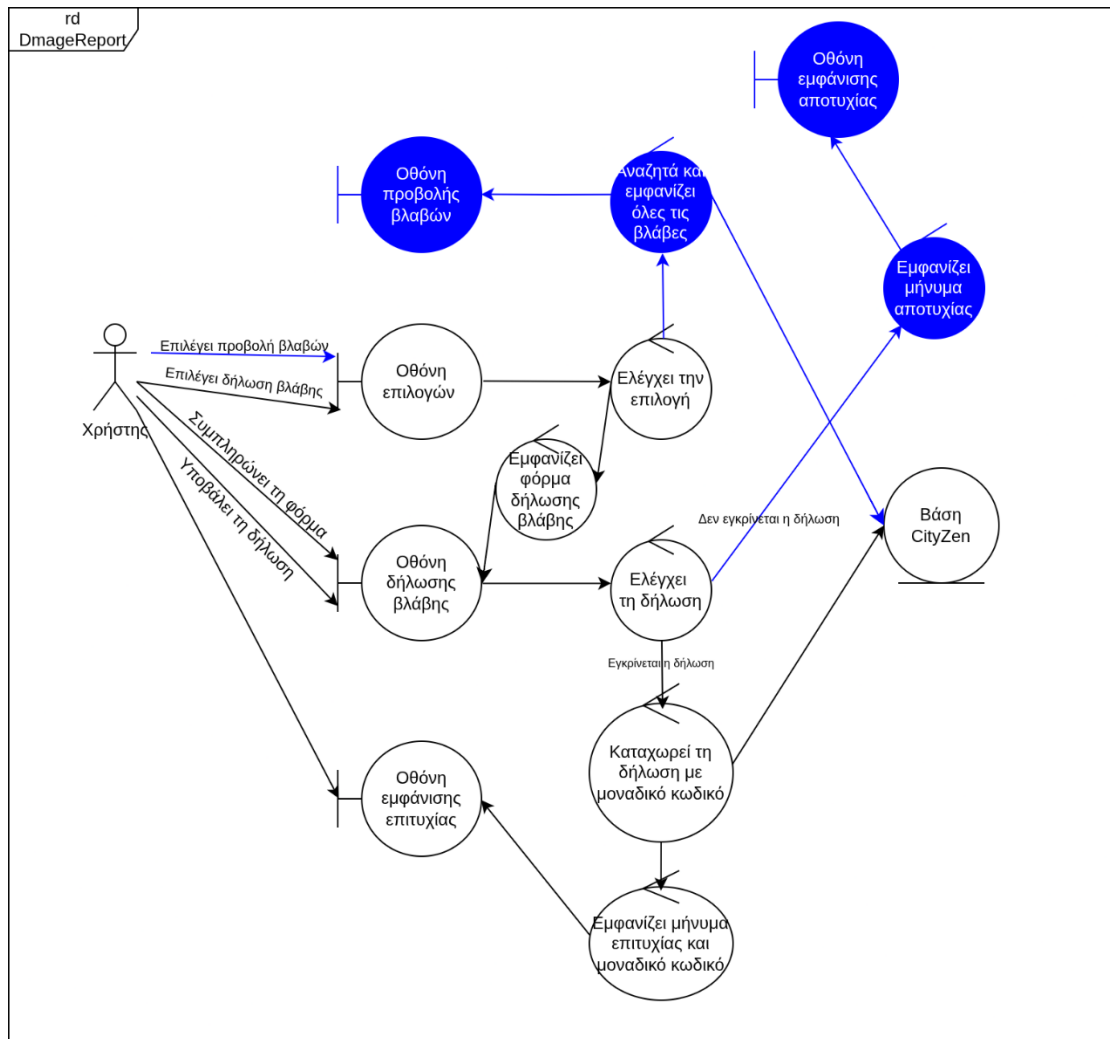 rd
DmageReport
Οθόνη
εμφάνισης
αποτυχίας
Οθόνη
προβολής
βλαβών
Αναζητά και
εμφανίζει
όλες τις
βλάβες
Εμφανίζει
μήνυμα
αποτυχίας
Επιλέγει προβολή βλαβών
Επιλέγει δήλωση βλάβης
Χρήστης
Οθόνη
επιλογών
Ελέγχει την
επιλογή
Συμπληρώνει τη φόρμα
Υποβάλει τη δήλωση
Εμφανίζει
φόρμα
δήλωσης
βλάβης
Δεν εγκρίνεται η δήλωση
Βάση
CityZen
Οθόνη
δήλωσης
βλάβης
Ελέγχει
τη δήλωση
Εγκρίνεται η δήλωση
Καταχωρεί τη
δήλωση με
μοναδικό κωδικό
Οθόνη
εμφάνισης
επιτυχίας
Εμφανίζει μήνυμα
επιτυχίας και
μοναδικό κωδικό